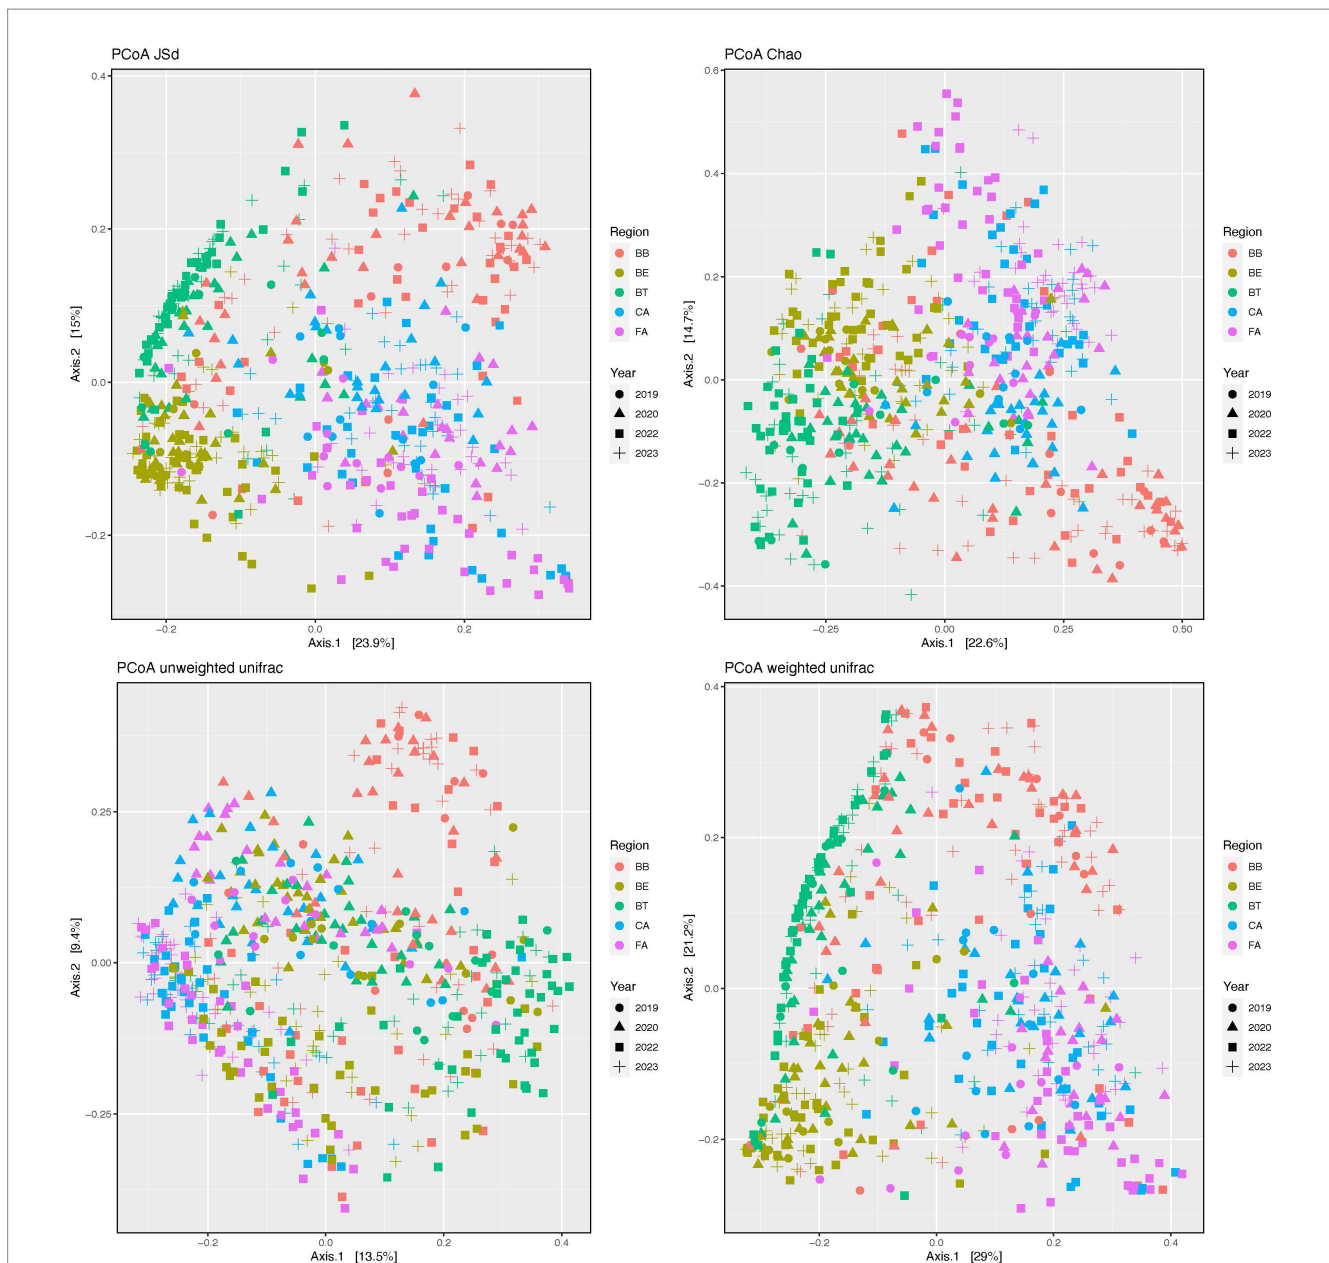 PCoA JSd
0.4
0.2
0.0
−0.2
Axis.2 [15%]
−0.2
0.0
0.2
Axis.1 [23.9%]
Region
BB
BE
BT
CA
FA
Year
2019
2020
2022
2023
PCoA Chao
0.6
0.4
0.2
0.0
−0.2
−0.4
Axis.2 [14.7%]
−0.25
0.00
0.25
0.50
Axis.1 [22.6%]
Region
BB
BE
BT
CA
FA
Year
2019
2020
2022
2023
PCoA unweighted unifrac
0.25
0.00
−0.25
Axis.2 [9.4%]
−0.2
0.0
0.2
0.4
Axis.1 [13.5%]
Region
BB
BE
BT
CA
FA
Year
2019
2020
2022
2023
PCoA weighted unifrac
0.4
0.2
0.0
−0.2
Axis.2 [21.2%]
−0.2
0.0
0.2
0.4
Axis.1 [29%]
Region
BB
BE
BT
CA
FA
Year
2019
2020
2022
2023